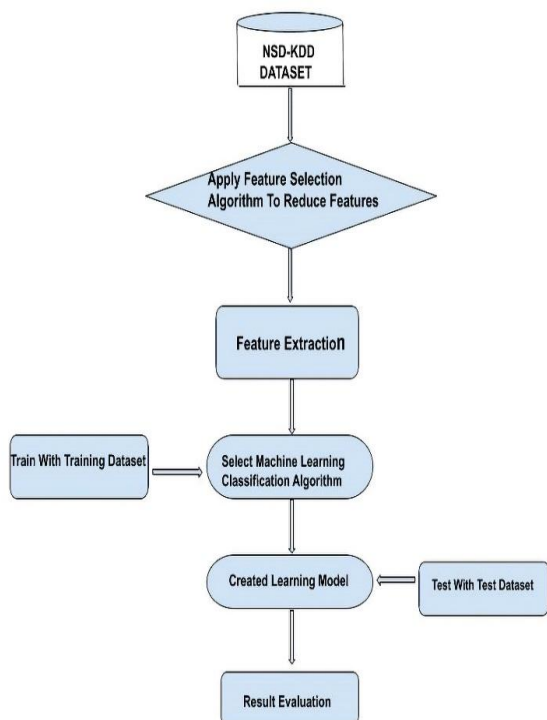 NSD-KDD
DATASET
Apply Feature Selection
Algorithm To Reduce Features
Feature Extraction
Train With Training Dataset
Select Machine Learning
Classification Algorithm
Created Learning Model
Test With Test Dataset
Result Evaluation